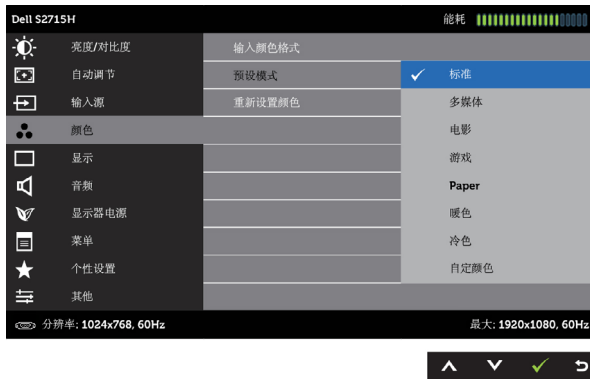 Dell S2715H 能耗
亮度/对比度 输入颜色格式
自动调节 预设模式 标准
输入源 重新设置颜色 多媒体
颜色 电影
显示 游戏
音频 Paper
显示器电源 暖色
菜单 冷色
个性设置 自定颜色
其他
分辨率: 1024x768, 60Hz 最大: 1920x1080, 60Hz